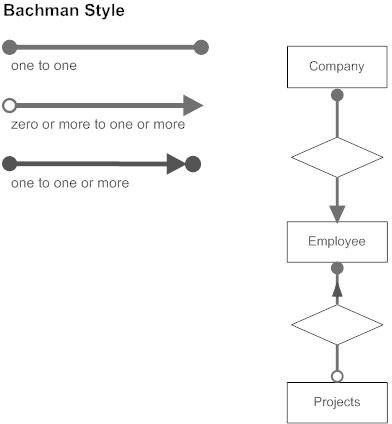 Bachman Style
one to one
zero or more to one or more
one to one or more
Company
Employee
Projects